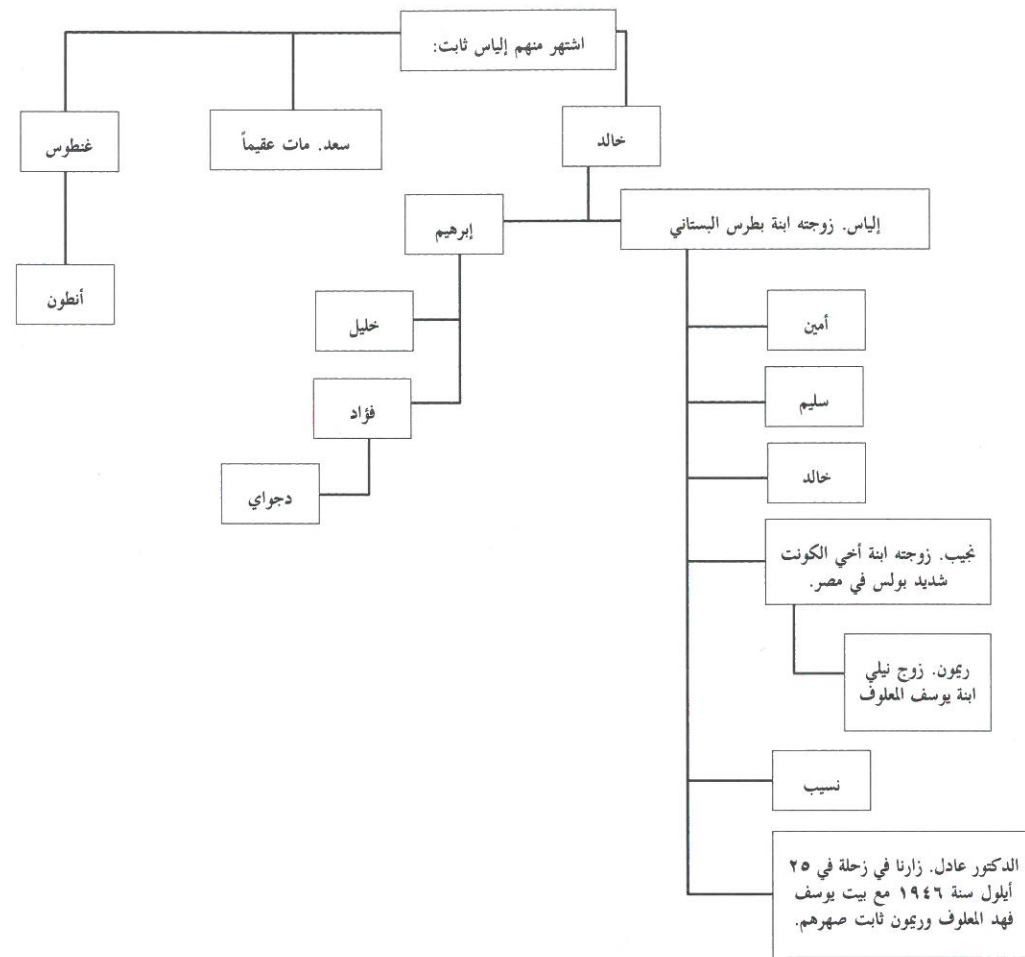 اشتهر منهم إلياس ثابت:
خالد
سعد. مات عقيماً
غنطوس
إلياس. زوجته ابنة بطرس البستاني
إبرهيم
أنطون
أمين
خليل
سليم
فؤاد
خالد
دجواي
نجيب. زوجته ابنة أخي الكونت
شديد بولس في مصر.
ريمون. زوج نيلي
ابنة يوسف المعلوف
نسيب
الدكتور عادل. زارنا في زحلة في ٢٥
أيلول سنة ١٩٤٦ مع بيت يوسف
فهد المعلوف وريمون ثابت صهرهم.